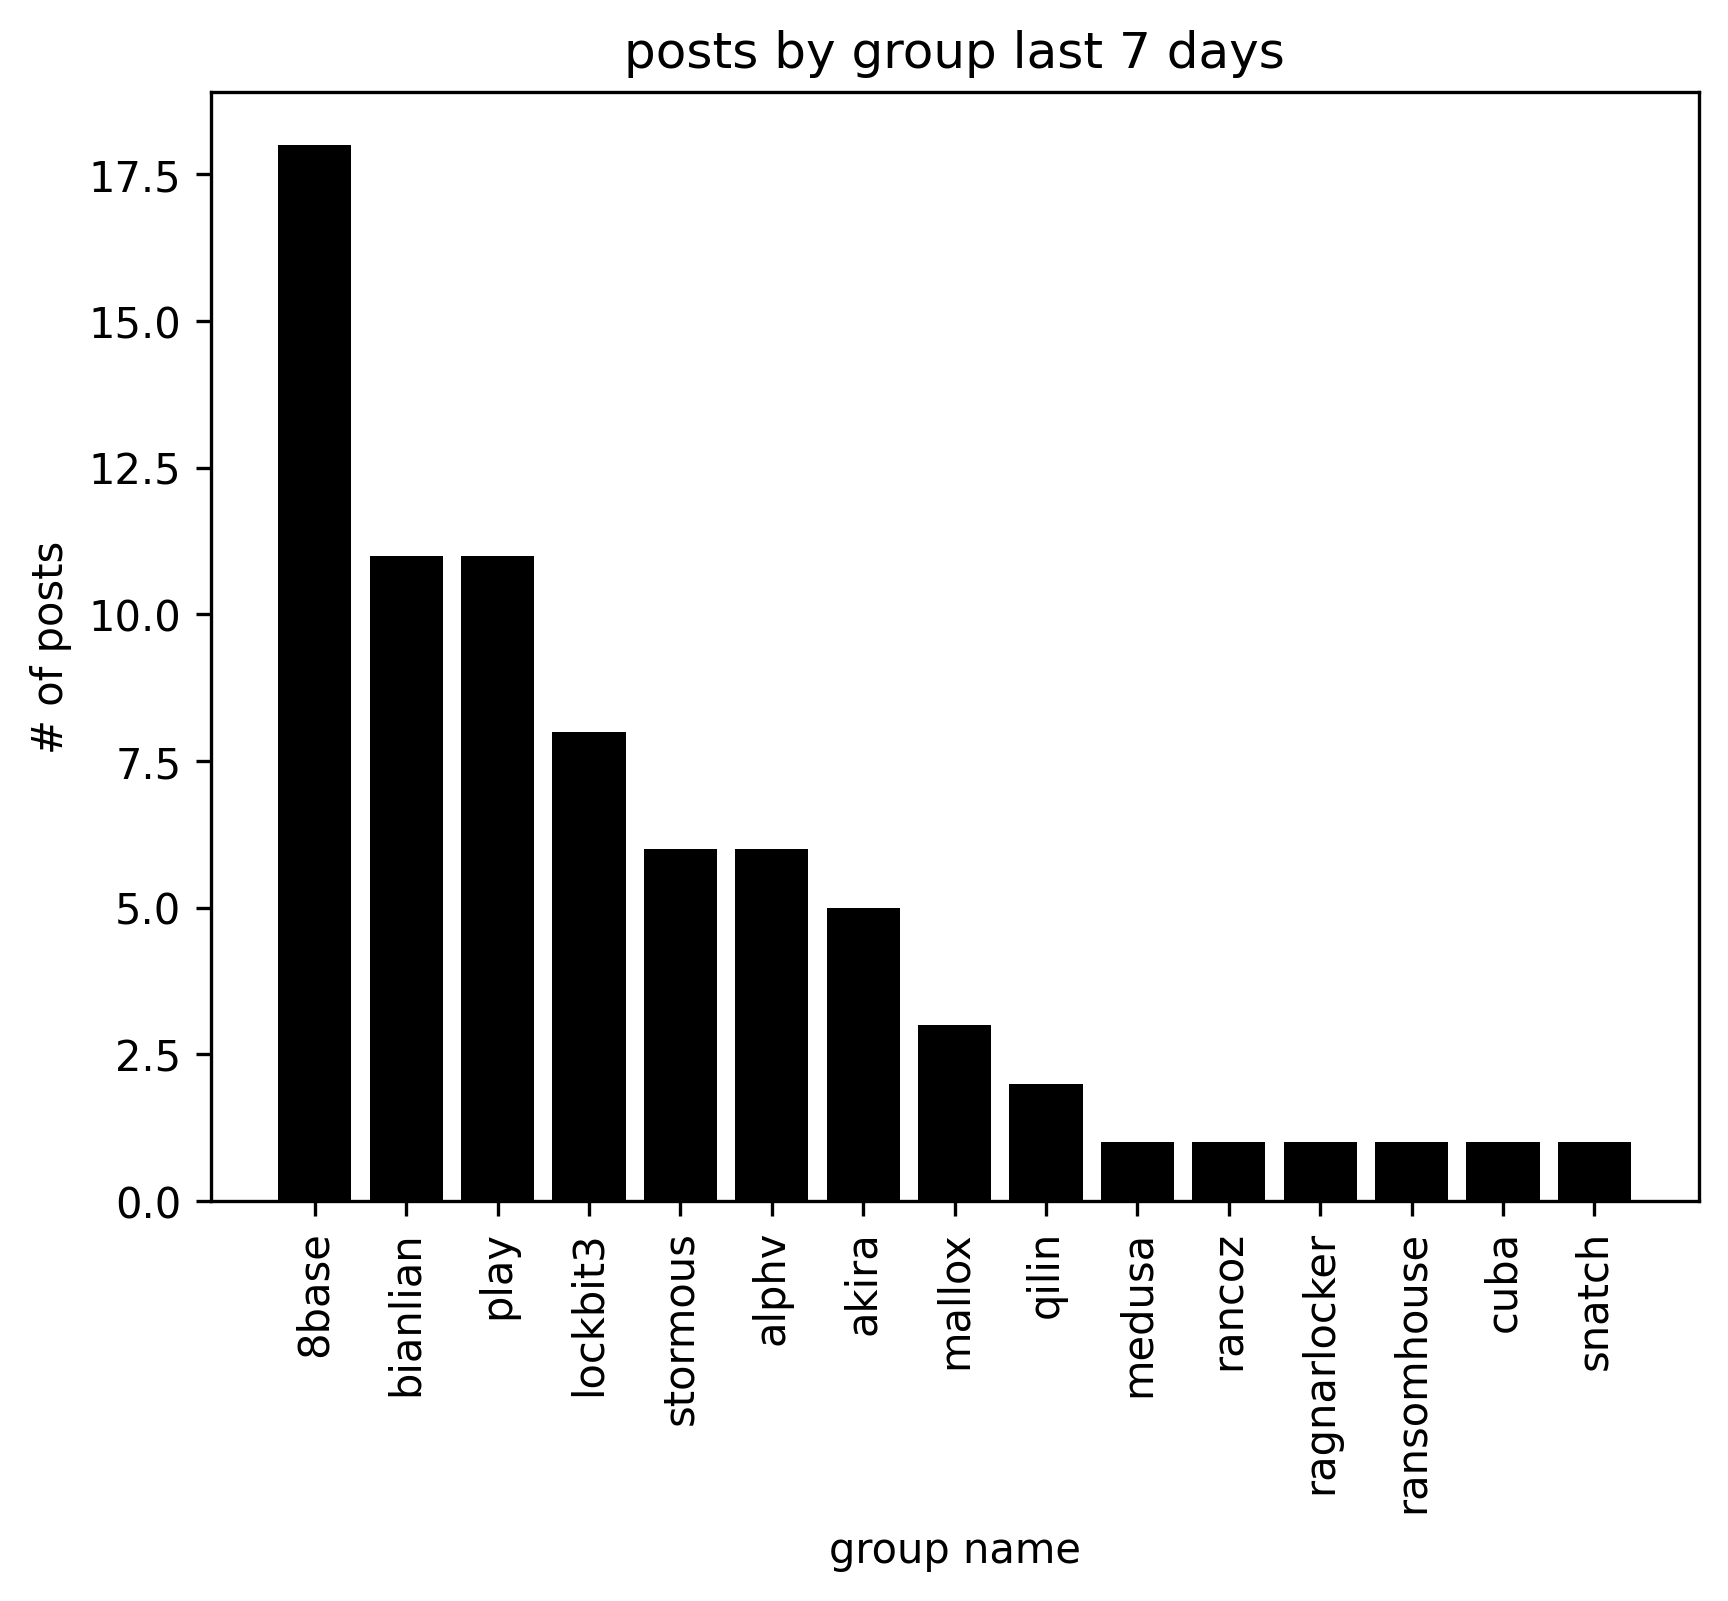 posts by group last 7 days
# of posts
17.5
15.0
12.5
10.0
7.5
5.0
2.5
0.0
8base
bianlian
play
lockbit3
stormous
alphv
akira
mallox
qilin
medusa
rancoz
ragnarlocker
ransomhouse
cuba
snatch
group name